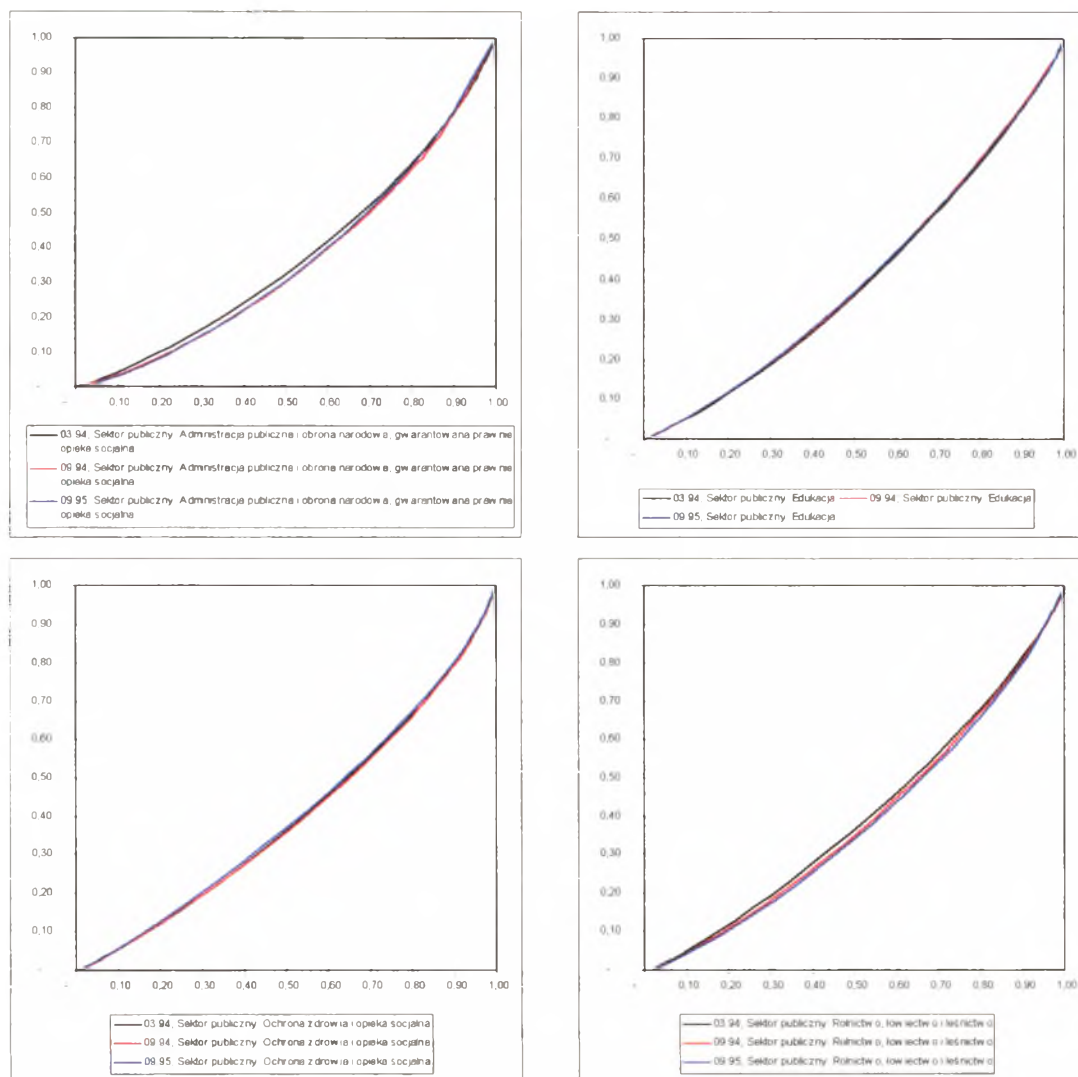 1,00
0,90
0,80
0,70
0,60
0,50
0,40
0,30
0,20
0,10
-
- 0,10 0,20 0,30 0,40 0,50 0,60 0,70 0,80 0,90 1,00
03.94, Sektor publiczny Administracja publiczna i obrona narodowa, gwarantowana prawnie
opieka socjalna
09.94, Sektor publiczny Administracja publiczna i obrona narodowa, gwarantowana prawnie
opieka socjalna
09.95, Sektor publiczny Administracja publiczna i obrona narodowa, gwarantowana prawnie
opieka socjalna
1,00
0,90
0,80
0,70
0,60
0,50
0,40
0,30
0,20
0,10
-
- 0,10 0,20 0,30 0,40 0,50 0,60 0,70 0,80 0,90 1,00
03.94, Sektor publiczny Edukacja 09.94, Sektor publiczny Edukacja
09.95, Sektor publiczny Edukacja
1,00
0,90
0,80
0,70
0,60
0,50
0,40
0,30
0,20
0,10
-
- 0,10 0,20 0,30 0,40 0,50 0,60 0,70 0,80 0,90 1,00
03.94, Sektor publiczny Ochrona zdrowia i opieka socjalna
09.94, Sektor publiczny Ochrona zdrowia i opieka socjalna
09.95, Sektor publiczny Ochrona zdrowia i opieka socjalna
1,00
0,90
0,80
0,70
0,60
0,50
0,40
0,30
0,20
0,10
-
- 0,10 0,20 0,30 0,40 0,50 0,60 0,70 0,80 0,90 1,00
03.94, Sektor publiczny Rolnictwo, łowiectwo i leśnictwo
09.94, Sektor publiczny Rolnictwo, łowiectwo i leśnictwo
09.95, Sektor publiczny Rolnictwo, łowiectwo i leśnictwo